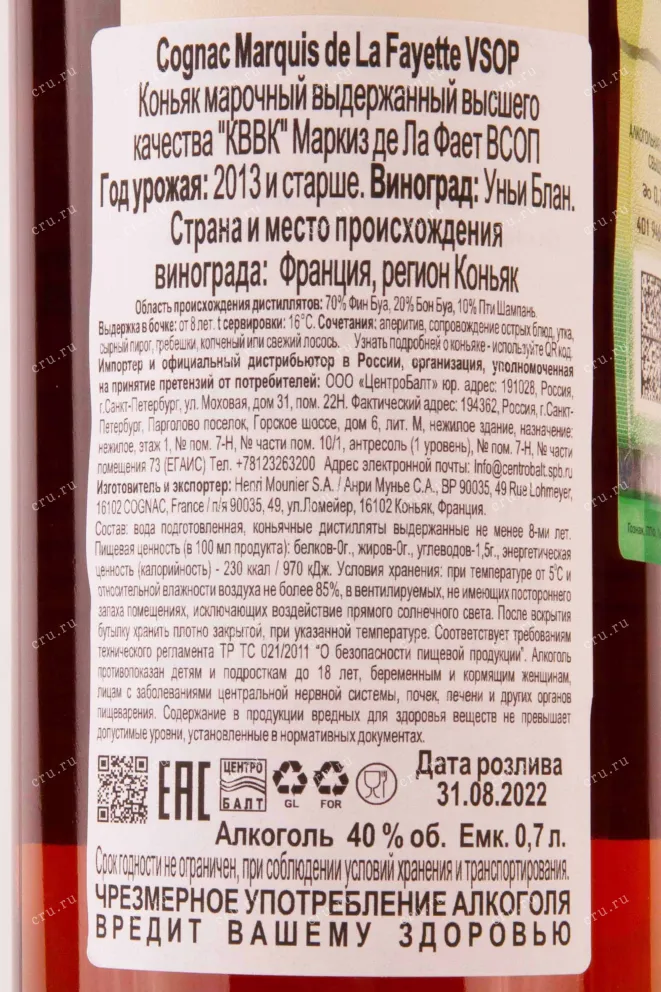 Cognac Marquis de La Fayette VSOP
Коньяк марочный выдержанный высшего
качества "КВВК" Маркиз де Ла Фает ВСОП
Год урожая: 2013 и старше. Виноград: Уньи Блан.
Страна и место происхождения
винограда: Франция, регион Коньяк
Область происхождения дистиллятов: 70% Фин Буа, 20% Бон Буа, 10% Пти Шампань.
Выдержка в бочке: от 8 лет. t сервировки: 16°С. Сочетания: аперитив, сопровождение острых блюд, утка,
сырный пирог, гребешки, копченый или свежий лосось. Узнать подробней о коньяке - используйте QR код.
Импортер и официальный дистрибьютор в России, организация, уполномоченная
на принятие претензий от потребителей: ООО «ЦентроБалт» юр. адрес: 191028, Россия,
г.Санкт-Петербург, ул. Моховая, дом 31, пом. 22Н. Фактический адрес: 194362, Россия, г.Санкт-
Петербург, Парголово поселок, Горское шоссе, дом 6, лит. М, нежилое здание, назначение:
нежилое, этаж 1, № пом. 7-Н, № части пом. 10/1, антресоль (1 уровень), № пом. 7-Н, № части
помещения 73 (ЕГАИС) Тел. +78123263200 Адрес электронной почты: Info@centrobalt.spb.ru
Изготовитель и экспортер: Henri Mounier S.A. / Анри Мунье С.А., BP 90035, 49 Rue Lohmeyer,
16102 COGNAC, France / п/я 90035, 49, ул.Ломейер, 16102 Коньяк, Франция.
Состав: вода подготовленная, коньячные дистилляты выдержанные не менее 8-ми лет.
Пищевая ценность (в 100 мл продукта): белков-0г., жиров-0г., углеводов-1,5г., энергетическая
ценность (калорийность) - 230 ккал / 970 кДж. Условия хранения: при температуре от 5°С и
относительной влажности воздуха не более 85%, в вентилируемых, не имеющих постороннего
запаха помещениях, исключающих воздействие прямого солнечного света. После вскрытия
бутылку хранить плотно закрытой, при указанной температуре. Соответствует требованиям
технического регламента ТР ТС 021/2011 "О безопасности пищевой продукции". Алкоголь
противопоказан детям и подросткам до 18 лет, беременным и кормящим женщинам,
лицам с заболеваниями центральной нервной системы, почек, печени и других органов
пищеварения. Содержание в продукции вредных для здоровья веществ не превышает
допустимые уровни, установленные в нормативных документах.
ЕАС
ЦЕНТРО
БАЛТ
GL
FOR
Дата розлива
31.08.2022
Алкоголь 40 % об. Емк. 0,7 л.
Срок годности не ограничен, при соблюдении условий хранения и транспортирования.
ЧРЕЗМЕРНОЕ УПОТРЕБЛЕНИЕ АЛКОГОЛЯ
ВРЕДИТ ВАШЕМУ ЗДОРОВЬЮ
cru.ru